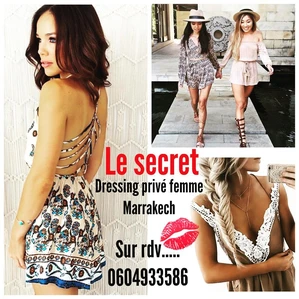 Le secret
Dressing privé femme
Marrakech
Sur rdv.....
0604933586